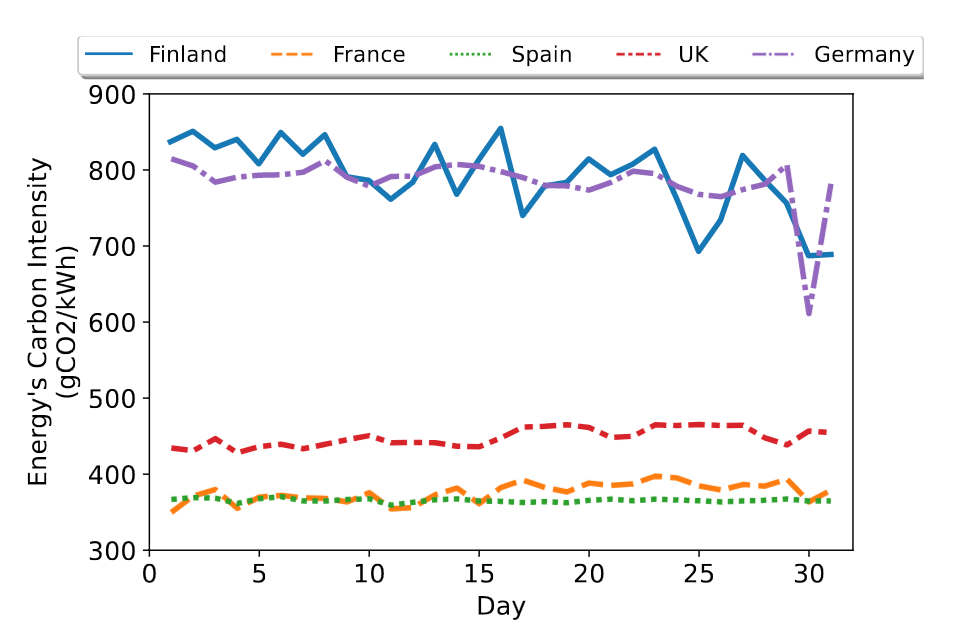 Finland France Spain UK Germany
900
800
700
600
500
400
300
Energy's Carbon Intensity
(gCO2/kWh)
0 5 10 15 20 25 30
Day